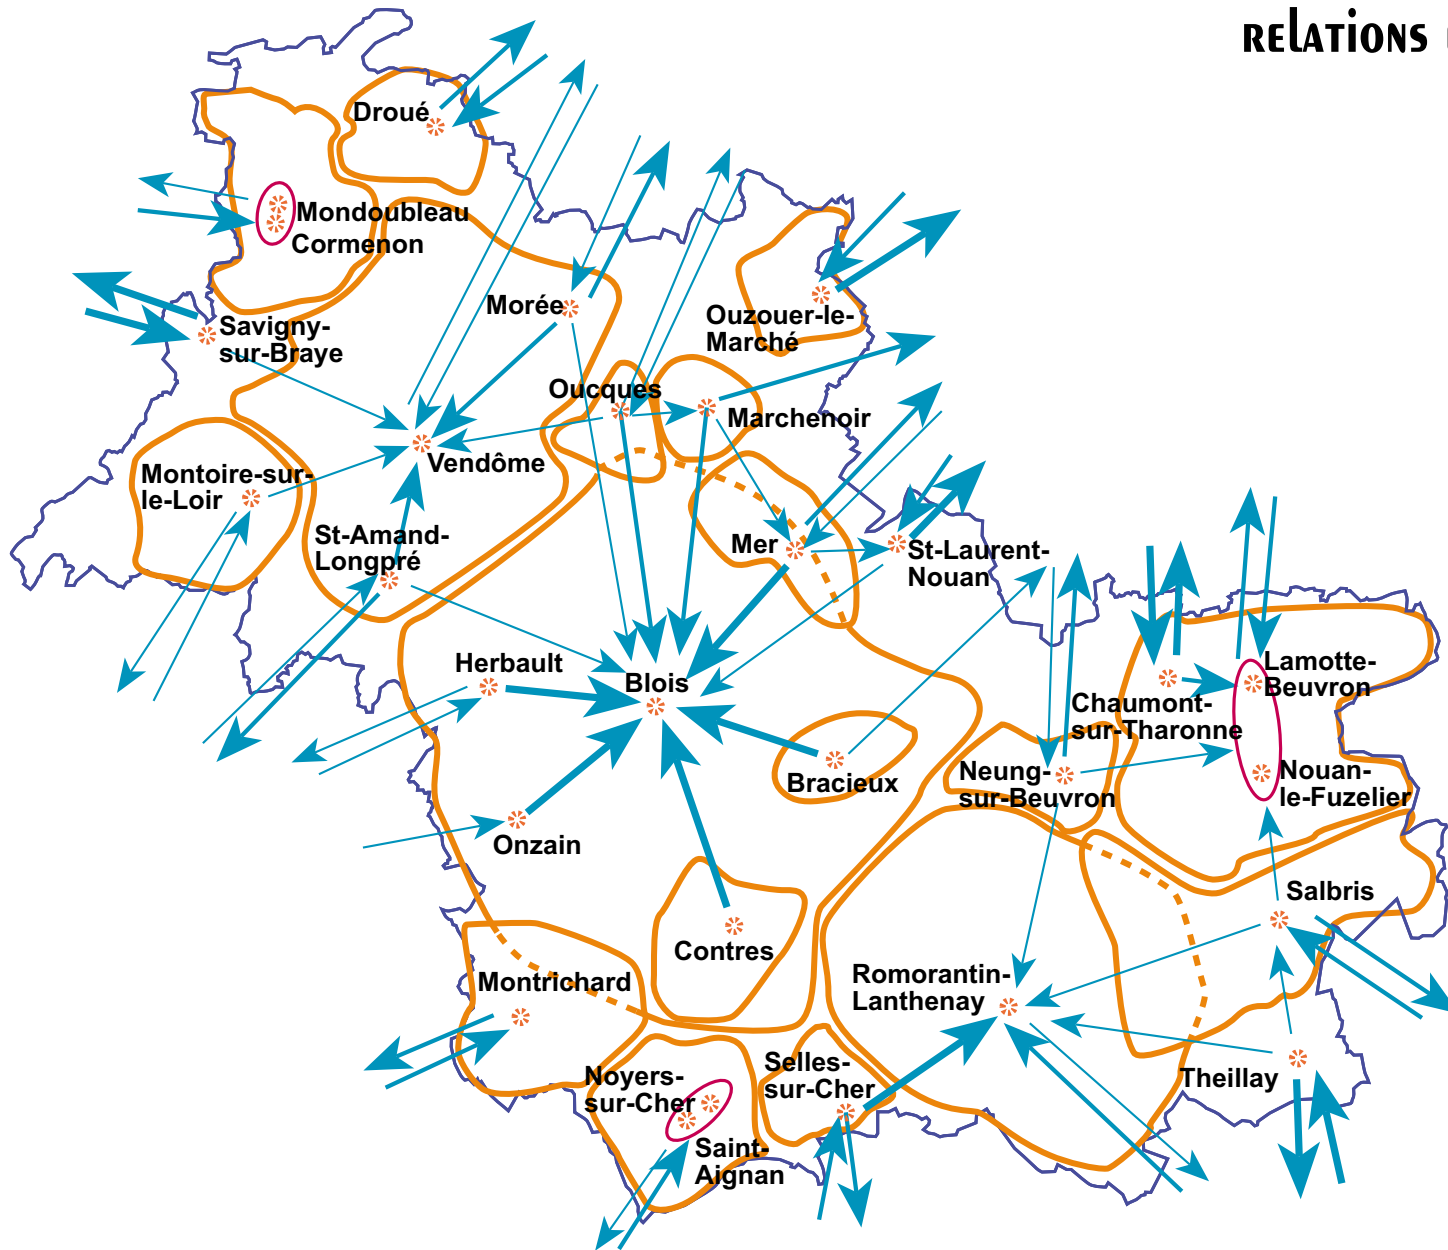 RELATIONS
Droué
Mondoubleau
Cormenon
Savigny-
sur-Braye
Morée
Ouzouer-le-
Marché
Oucques
Marchenoir
Vendôme
Montoire-sur-
le-Loir
St-Amand-
Longpré
Mer
St-Laurent-
Nouan
Herbault
Blois
Lamotte-
Beuvron
Chaumont-
sur-Tharonne
Bracieux
Neung-
sur-Beuvron
Nouan-
le-Fuzelier
Onzain
Salbris
Contres
Montrichard
Romorantin-
Lanthenay
Noyers-
sur-Cher
Selles-
sur-Cher
Theillay
Saint-
Aignan